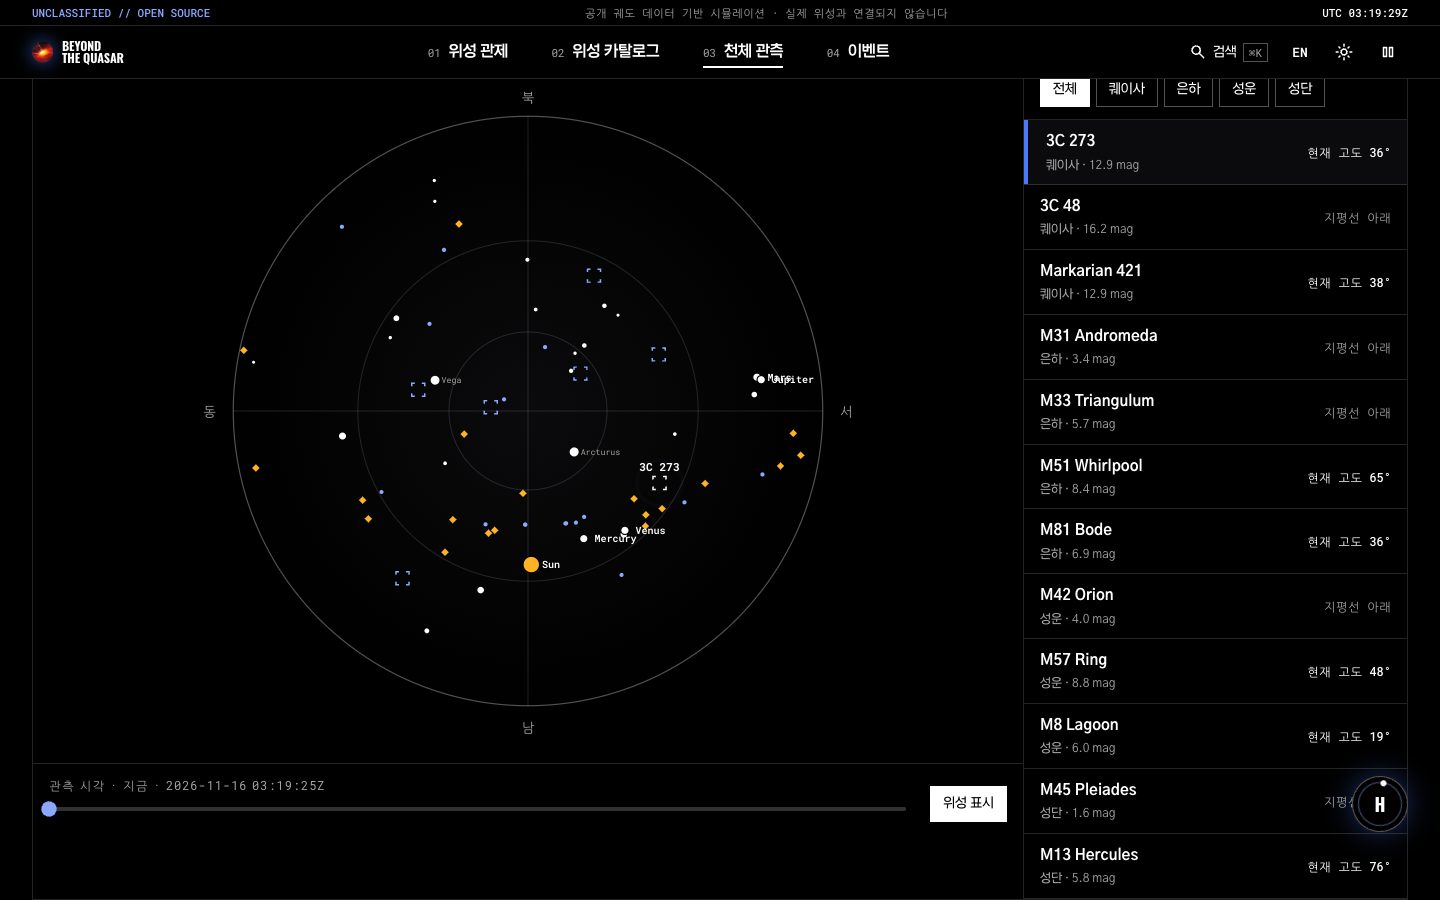 UNCLASSIFIED // OPEN SOURCE
공개 궤도 데이터 기반 시뮬레이션 · 실제 위성과 연결되지 않습니다
UTC 03:19:29Z
BEYOND
THE QUASAR
01 위성 관제
02 위성 카탈로그
03 천체 관측
04 이벤트
검색 ⌘K
EN
북
동
서
남
Vega
Arcturus
Mars
Jupiter
3C 273
Venus
Mercury
Sun
관측 시각 · 지금 · 2026-11-16 03:19:25Z
위성 표시
전체
퀘이사
은하
성운
성단
3C 273
퀘이사 · 12.9 mag
현재 고도 36°
3C 48
퀘이사 · 16.2 mag
지평선 아래
Markarian 421
퀘이사 · 12.9 mag
현재 고도 38°
M31 Andromeda
은하 · 3.4 mag
지평선 아래
M33 Triangulum
은하 · 5.7 mag
지평선 아래
M51 Whirlpool
은하 · 8.4 mag
현재 고도 65°
M81 Bode
은하 · 6.9 mag
현재 고도 36°
M42 Orion
성운 · 4.0 mag
지평선 아래
M57 Ring
성운 · 8.8 mag
현재 고도 48°
M8 Lagoon
성운 · 6.0 mag
현재 고도 19°
M45 Pleiades
성단 · 1.6 mag
H
M13 Hercules
성단 · 5.8 mag
현재 고도 76°